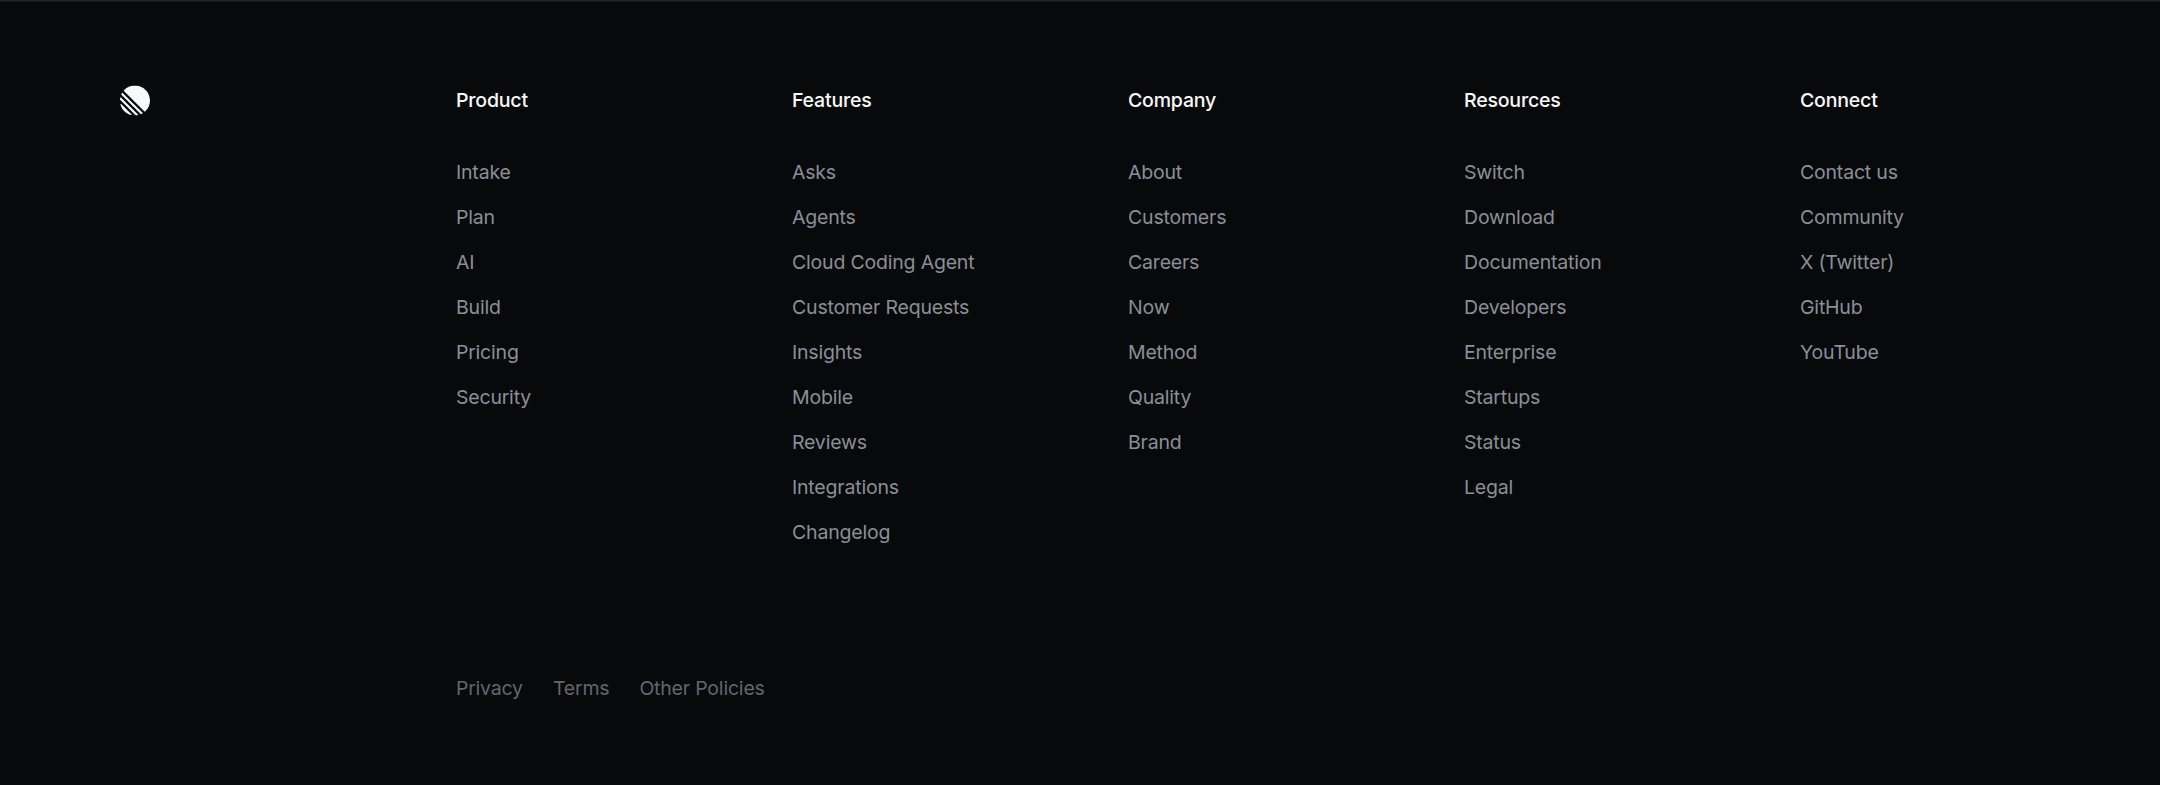 Product
Intake
Plan
AI
Build
Pricing
Security
Features
Asks
Agents
Cloud Coding Agent
Customer Requests
Insights
Mobile
Reviews
Integrations
Changelog
Company
About
Customers
Careers
Now
Method
Quality
Brand
Resources
Switch
Download
Documentation
Developers
Enterprise
Startups
Status
Legal
Connect
Contact us
Community
X (Twitter)
GitHub
YouTube
Privacy Terms Other Policies